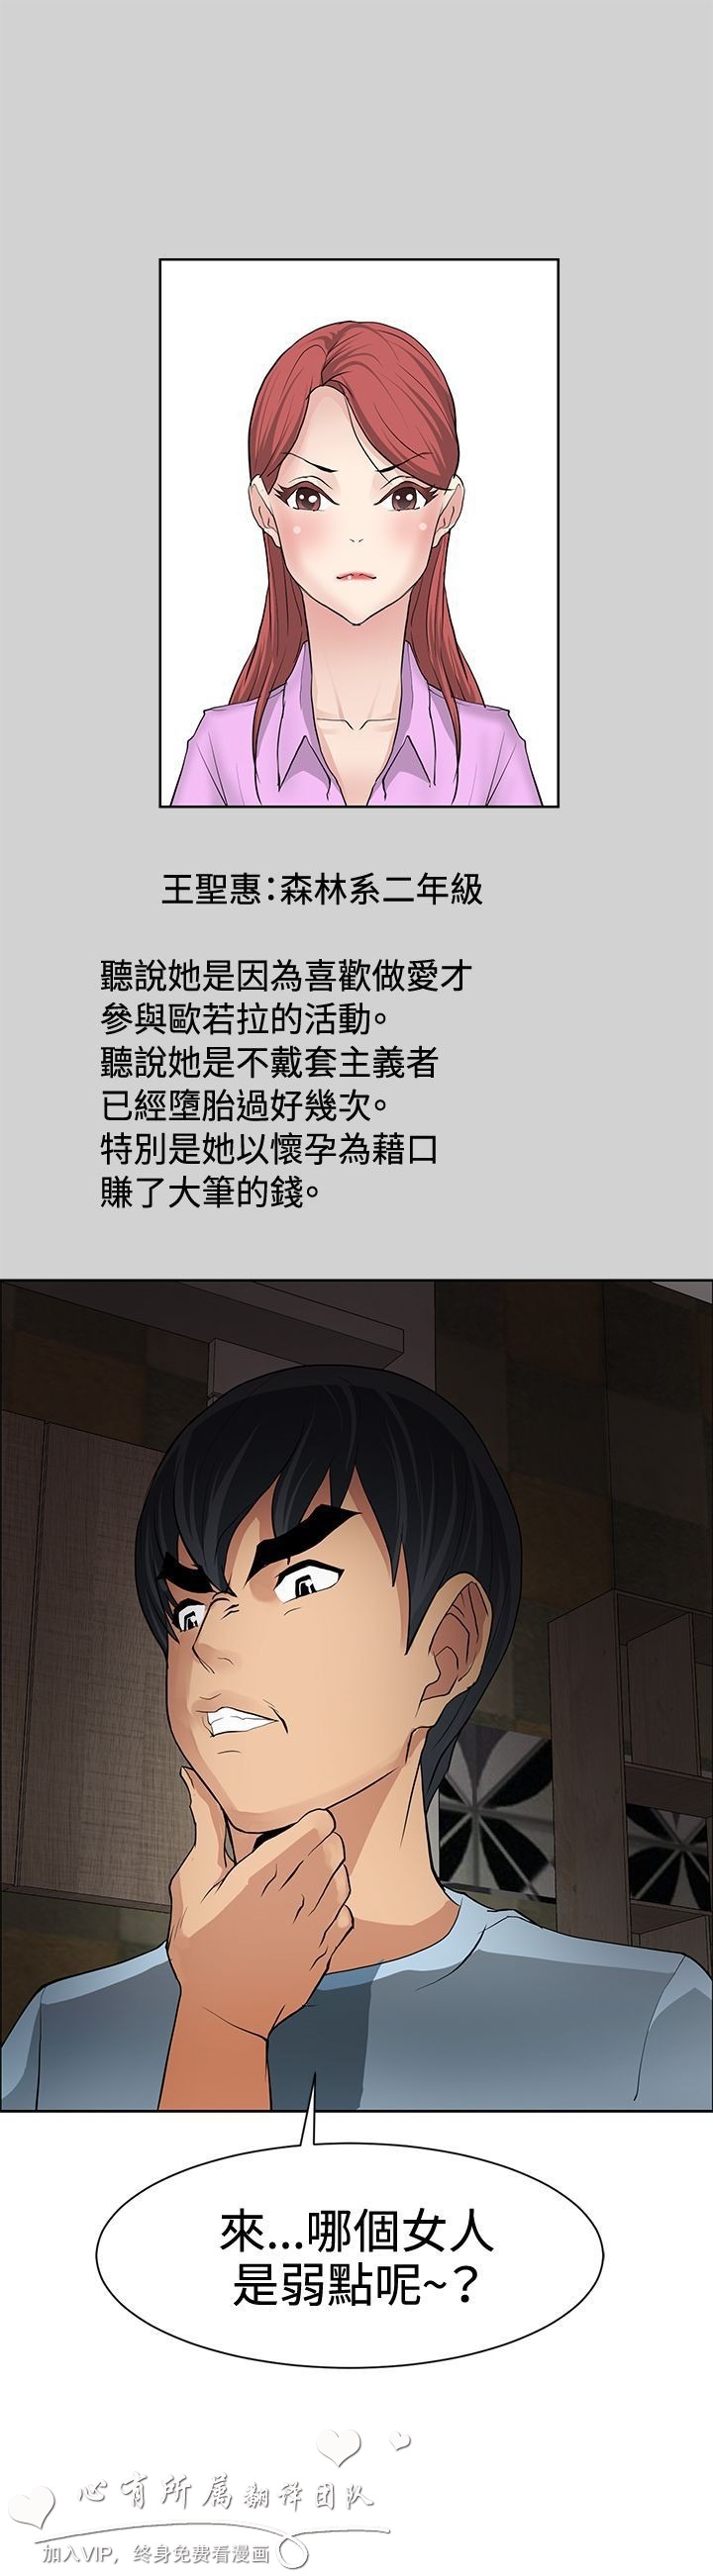 王聖惠：森林系二年級
聽說她是因為喜歡做愛才
參與歐若拉的活動。
聽說她是不戴套主義者
已經墮胎過好幾次。
特別是她以懷孕為藉口
賺了大筆的錢。
來...哪個女人
是弱點呢~？
心有所属翻译团队
加入VIP，终身免费看漫画